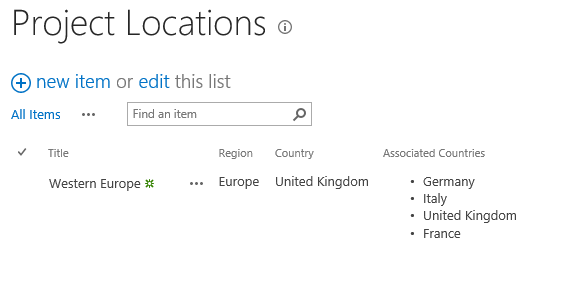 Project Locations
new item or edit this list
All Items ••• Find an item
Title Region Country Associated Countries
Western Europe ••• Europe United Kingdom • Germany
• Italy
• United Kingdom
• France